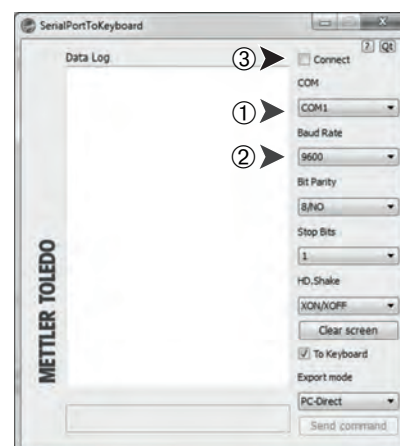 SerialPortToKeyboard
? Qt
Data Log
③ Connect
COM
① COM1
Baud Rate
② 9600
Bit Parity
8/NO
Stop Bits
1
HD.Shake
XON/XOFF
Clear screen
To Keyboard
Export mode
PC-Direct
Send command
METTLER TOLEDO